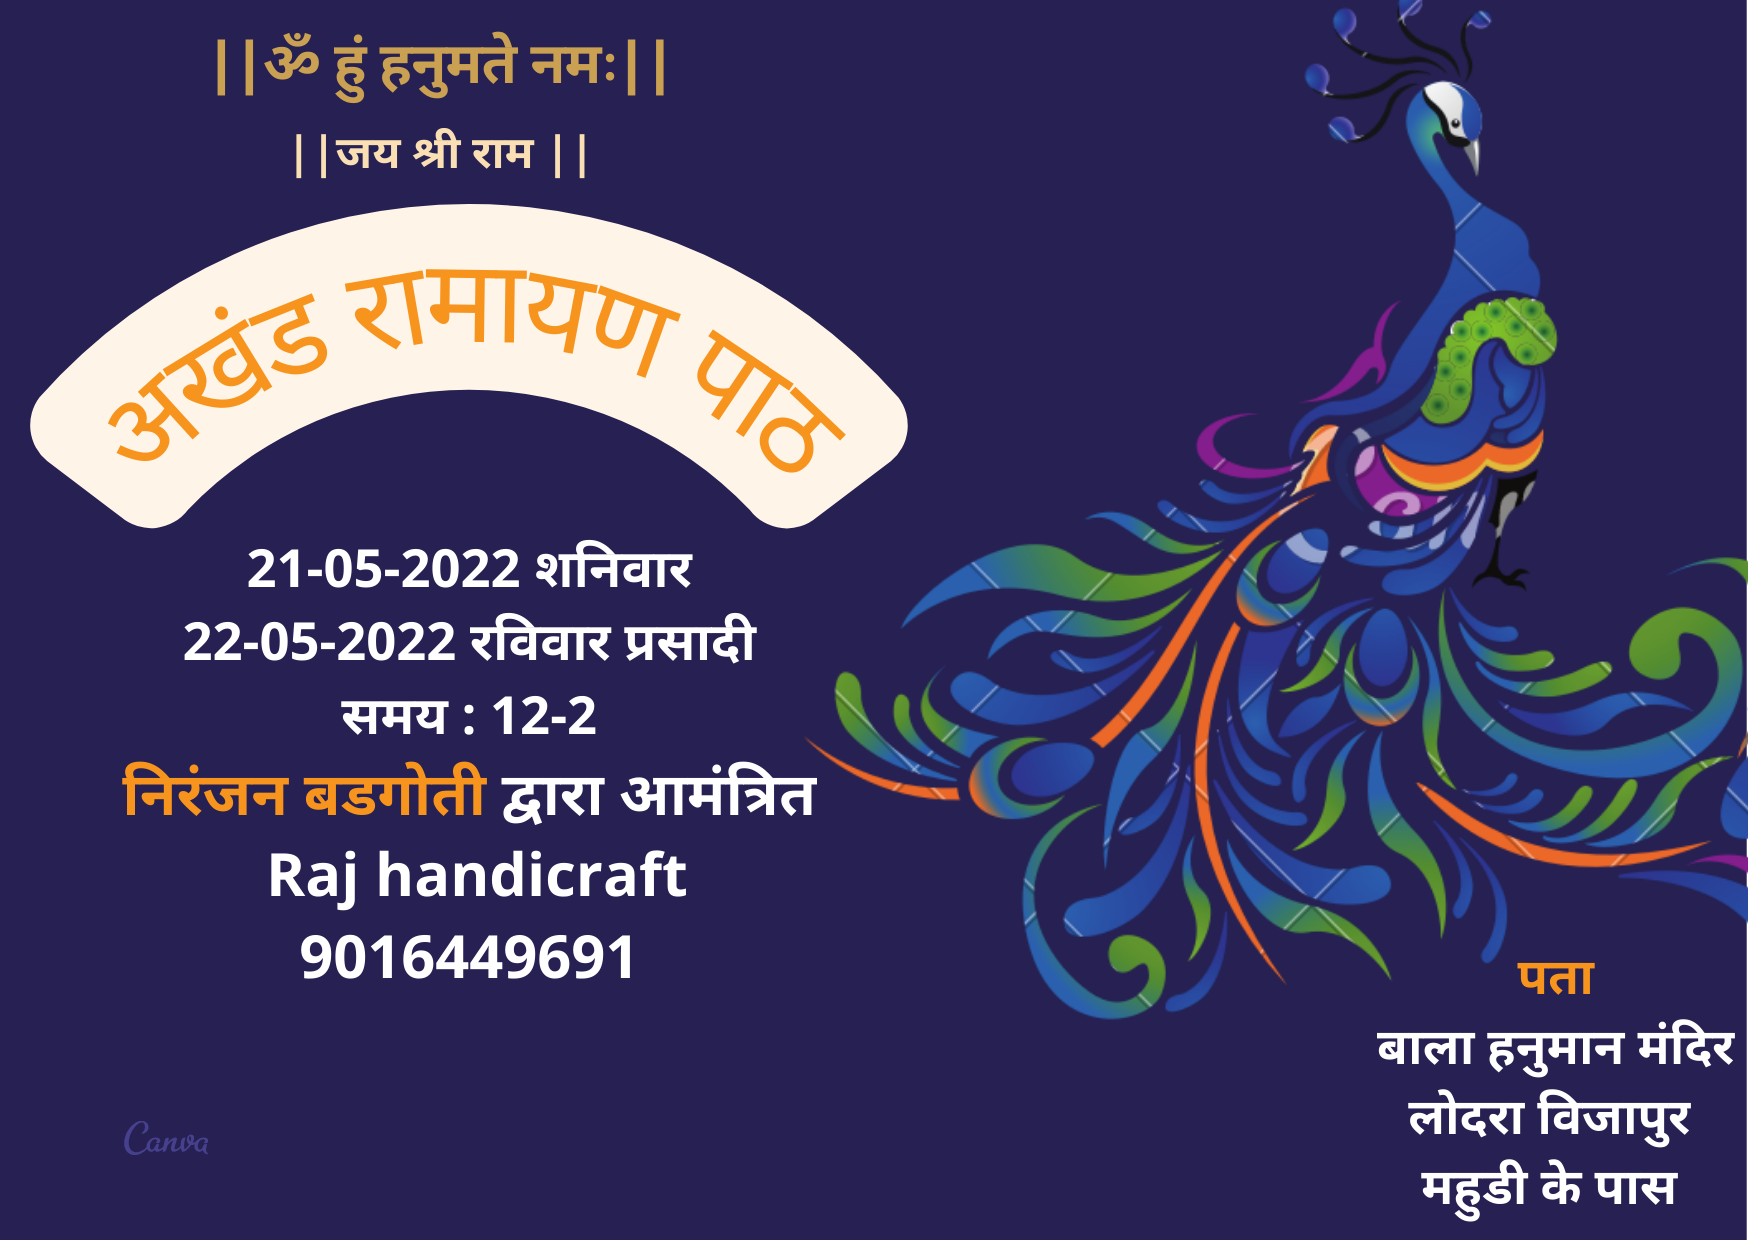 ||ॐ हुं हनुमते नमः||
||जय श्री राम ||
अखंड रामायण पाठ
21-05-2022 शनिवार
22-05-2022 रविवार प्रसादी
समय : 12-2
निरंजन बडगोती द्वारा आमंत्रित
Raj handicraft
9016449691
पता
बाला हनुमान मंदिर
लोदरा विजापुर
महुडी के पास
Canva